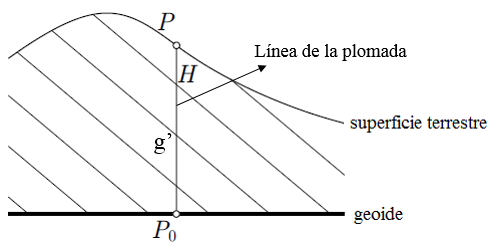 P
Línea de la plomada
H
superficie terrestre
g’
geoide
P₀